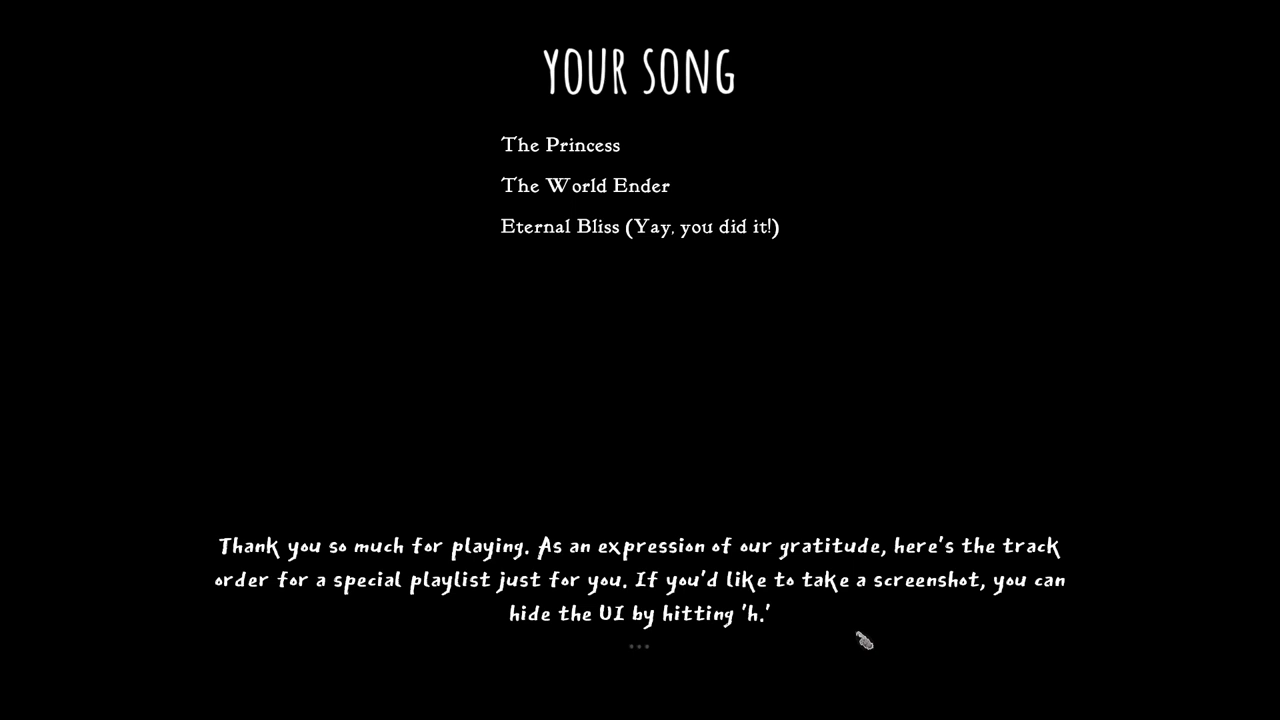 YOUR SONG
The Princess
The World Ender
Eternal Bliss (Yay, you did it!)
Thank you so much for playing. As an expression of our gratitude, here's the track
order for a special playlist just for you. If you'd like to take a screenshot, you can
hide the UI by hitting 'h.'
...